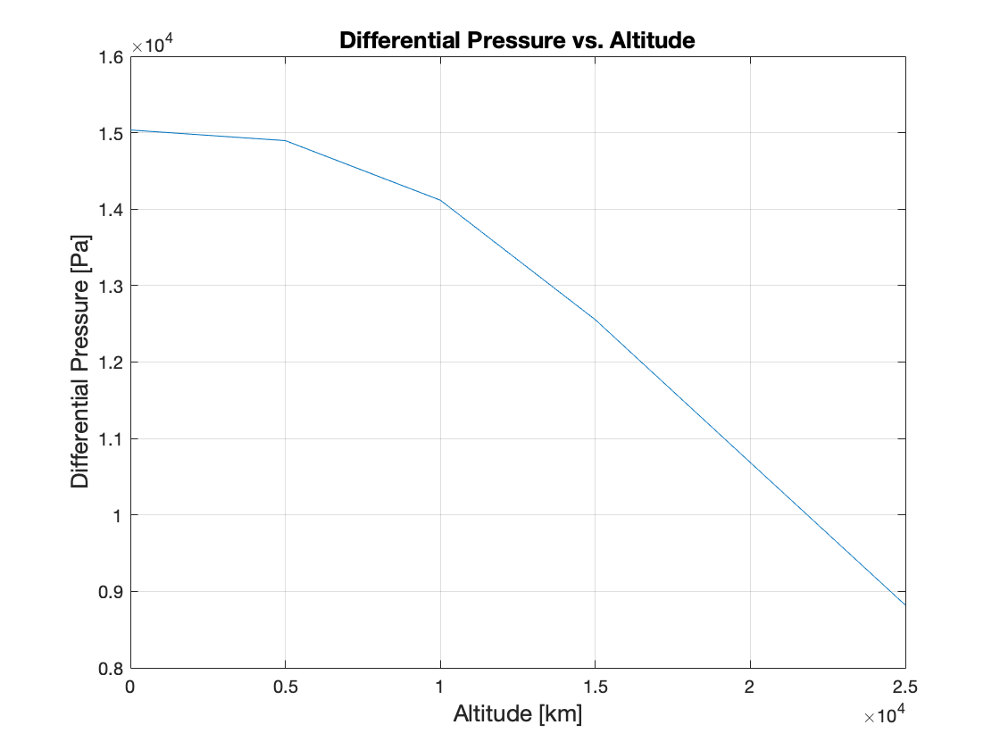 Differential Pressure vs. Altitude
×10⁴
1.6
1.5
1.4
1.3
1.2
1.1
1
0.9
0.8
Differential Pressure [Pa]
0 0.5 1 1.5 2 2.5
Altitude [km]
×10⁴